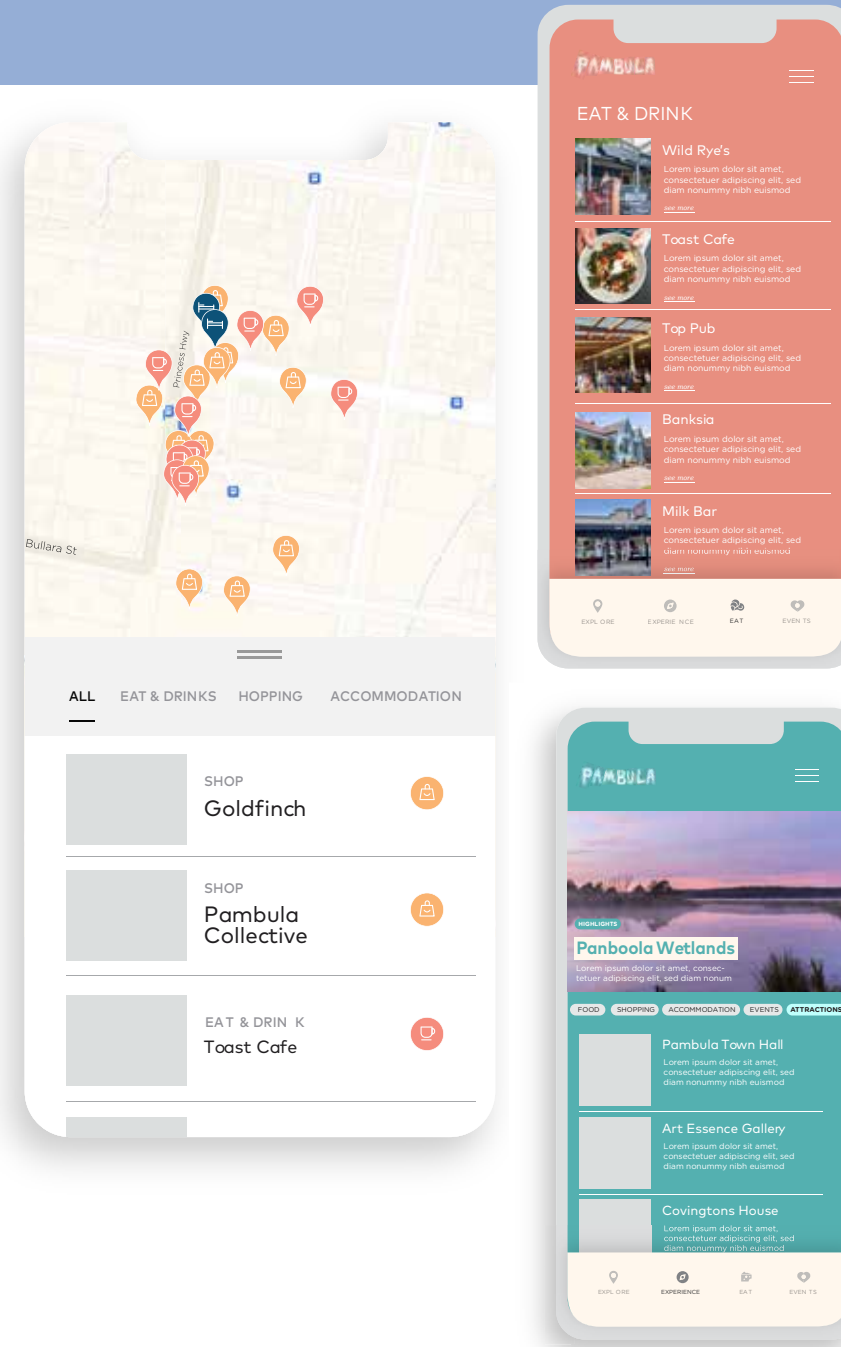 Princess Hwy
Bullara St
ALL
EAT & DRINKS
HOPPING
ACCOMMODATION
SHOP
Goldfinch
SHOP
Pambula
Collective
EAT & DRIN K
Toast Cafe
PAMBULA
EAT & DRINK
Wild Rye's
Lorem ipsum dolor sit amet,
consectetuer adipiscing elit, sed
diam nonummy nibh euismod
see more
Toast Cafe
Lorem ipsum dolor sit amet,
consectetuer adipiscing elit, sed
diam nonummy nibh euismod
see more
Top Pub
Lorem ipsum dolor sit amet,
consectetuer adipiscing elit, sed
diam nonummy nibh euismod
see more
Banksia
Lorem ipsum dolor sit amet,
consectetuer adipiscing elit, sed
diam nonummy nibh euismod
see more
Milk Bar
Lorem ipsum dolor sit amet,
consectetuer adipiscing elit, sed
diam nonummy nibh euismod
see more
EXPL ORE
EXPERIE NCE
EAT
EVEN TS
PAMBULA
HIGHLIGHTS
Panboola Wetlands
Lorem ipsum dolor sit amet, consec-
tetuer adipiscing elit, sed diam nonum
FOOD
SHOPPING
ACCOMMODATION
EVENTS
ATTRACTIONS
Pambula Town Hall
Lorem ipsum dolor sit amet,
consectetuer adipiscing elit, sed
diam nonummy nibh euismod
Art Essence Gallery
Lorem ipsum dolor sit amet,
consectetuer adipiscing elit, sed
diam nonummy nibh euismod
Covingtons House
Lorem ipsum dolor sit amet,
consectetuer adipiscing elit, sed
diam nonummy nibh euismod
EXPL ORE
EXPERIENCE
EAT
EVEN TS